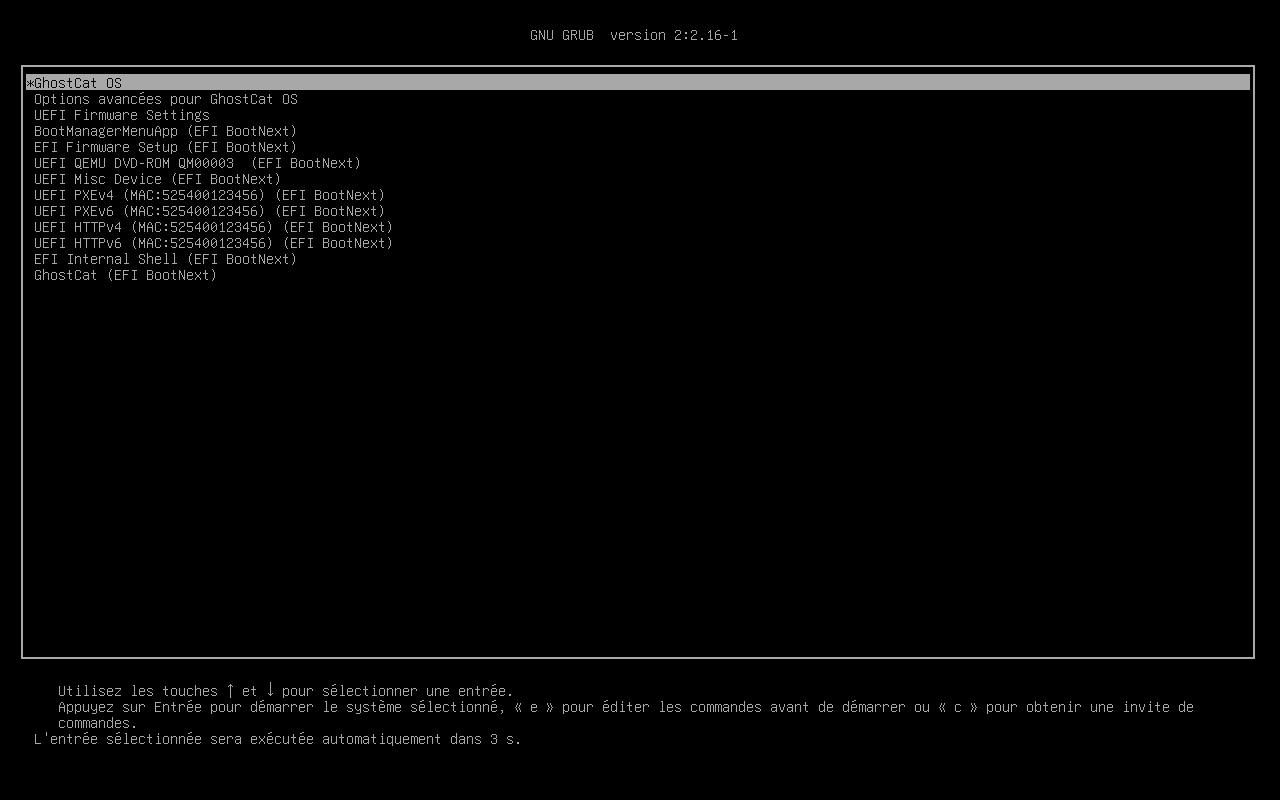 GNU GRUB  version 2:2.16-1
*GhostCat OS
Options avancées pour GhostCat OS
UEFI Firmware Settings
BootManagerMenuApp (EFI BootNext)
EFI Firmware Setup (EFI BootNext)
UEFI QEMU DVD-ROM QM00003  (EFI BootNext)
UEFI Misc Device (EFI BootNext)
UEFI PXEv4 (MAC:525400123456) (EFI BootNext)
UEFI PXEv6 (MAC:525400123456) (EFI BootNext)
UEFI HTTPv4 (MAC:525400123456) (EFI BootNext)
UEFI HTTPv6 (MAC:525400123456) (EFI BootNext)
EFI Internal Shell (EFI BootNext)
GhostCat (EFI BootNext)
Utilisez les touches ↑ et ↓ pour sélectionner une entrée.
Appuyez sur Entrée pour démarrer le système sélectionné, « e » pour éditer les commandes avant de démarrer ou « c » pour obtenir une invite de
commandes.
L'entrée sélectionnée sera exécutée automatiquement dans 3 s.